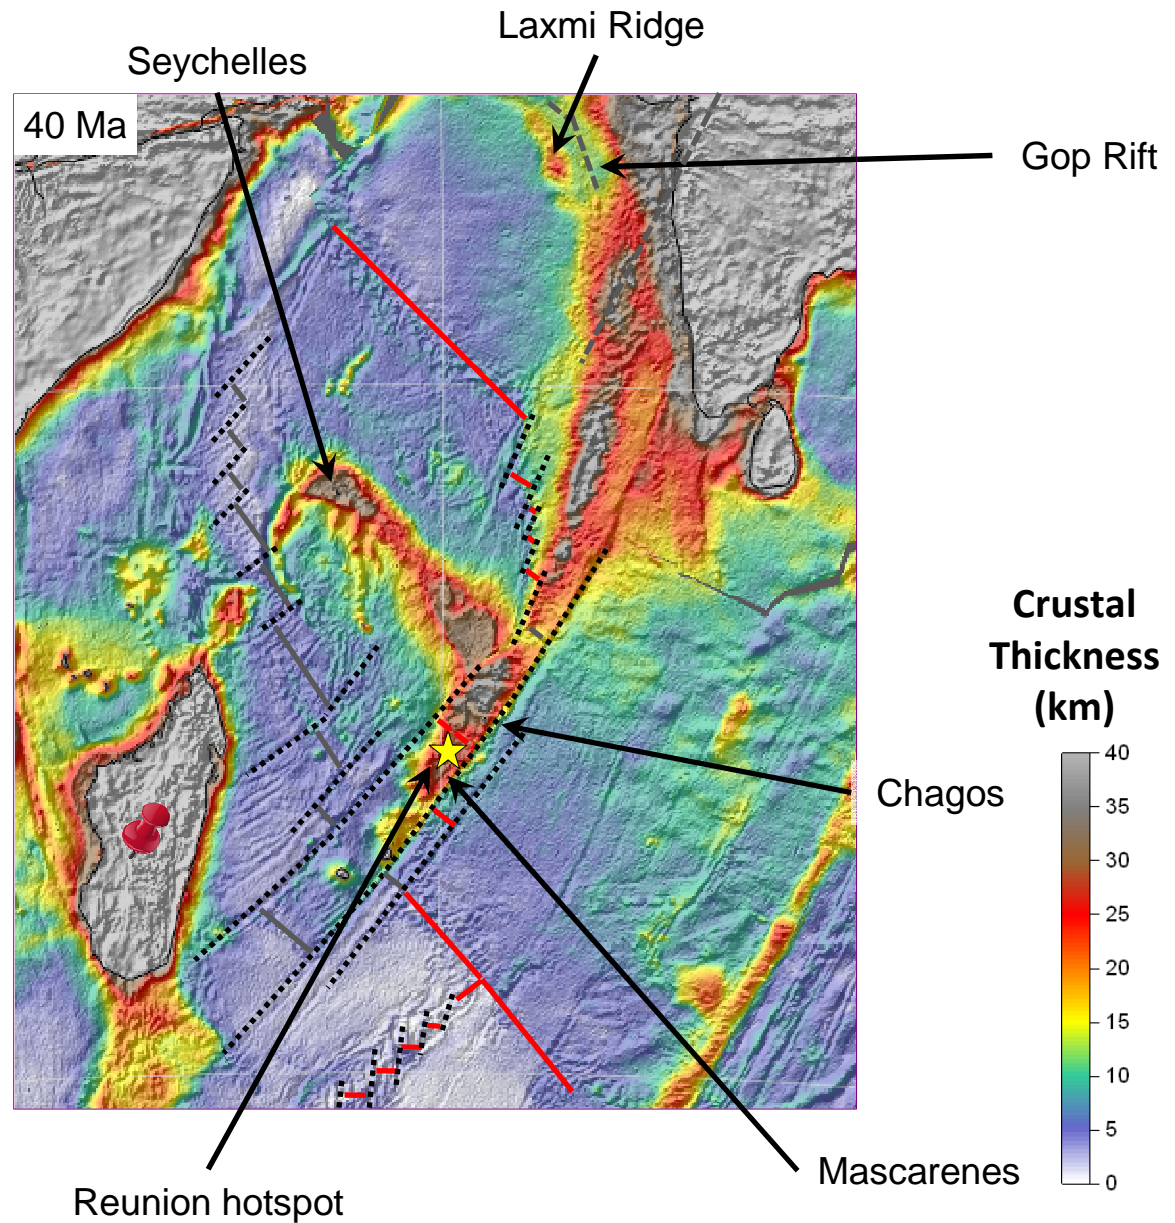 Laxmi Ridge
Seychelles
40 Ma
Gop Rift
Crustal
Thickness
(km)
40
35
30
25
20
15
10
5
0
Chagos
Mascarenes
Reunion hotspot